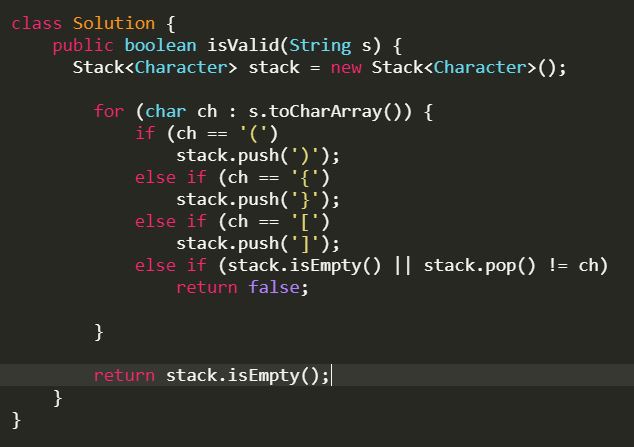 class Solution {
    public boolean isValid(String s) {
      Stack<Character> stack = new Stack<Character>();

        for (char ch : s.toCharArray()) {
            if (ch == '(')
                stack.push(')');
            else if (ch == '{')
                stack.push('}');
            else if (ch == '[')
                stack.push(']');
            else if (stack.isEmpty() || stack.pop() != ch)
                return false;

        }

        return stack.isEmpty();
    }
}